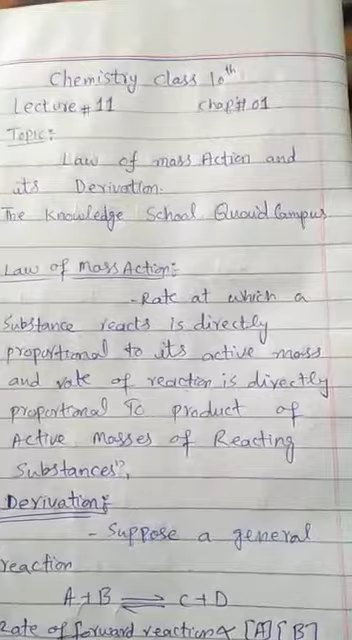 Chemistry class 10th
Lecture # 11 Chap# 01
Topic:
Law of mass Action and
its Derivation.
The Knowledge School Quaid Campus
Law of Mass Action:
- Rate at which a
Substance reacts is directly
proportional to its active mass
and rate of reaction is directly
proportional to product of
Active Masses of Reacting
Substances",
Derivation:
- Suppose a general
reaction
A+B ⇌ C+D
Rate of forward reaction ∝ [A][B]